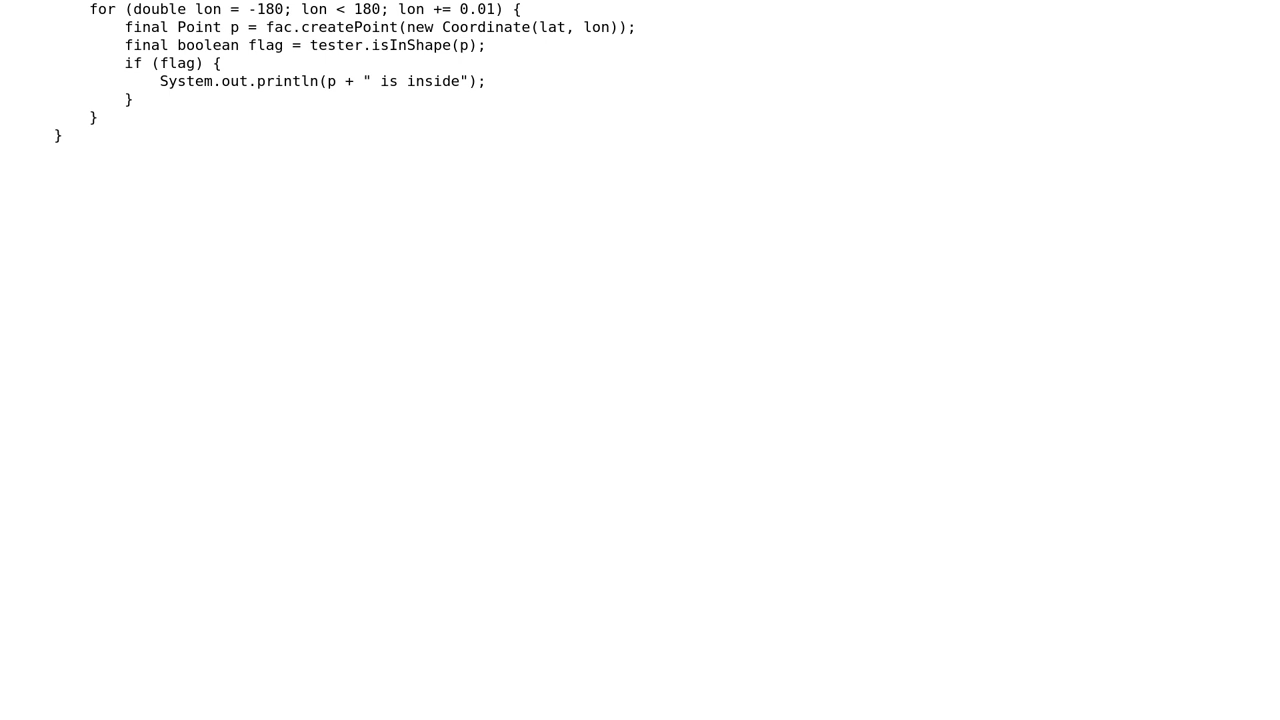 for (double lon = -180; lon < 180; lon += 0.01) {
final Point p = fac.createPoint(new Coordinate(lat, lon));
final boolean flag = tester.isInShape(p);
if (flag) {
System.out.println(p + " is inside");
}
}
}